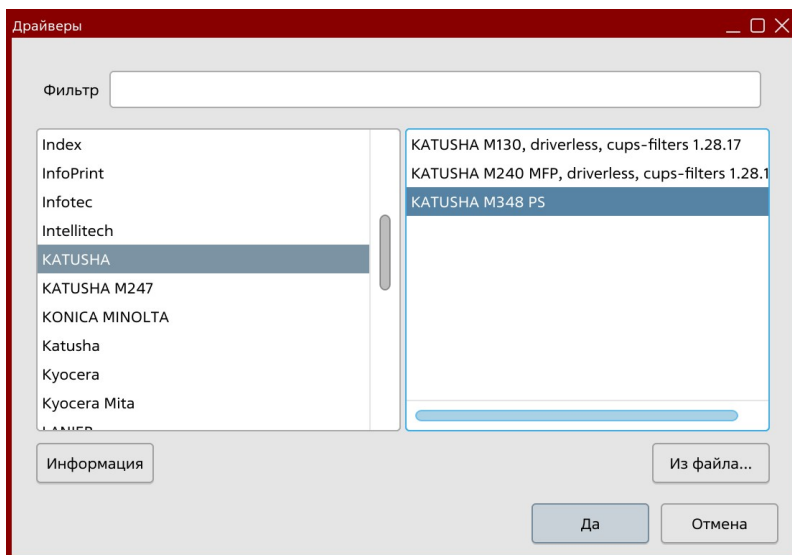 Драйверы
Фильтр
Index
InfoPrint
Infotec
Intellitech
KATUSHA
KATUSHA M247
KONICA MINOLTA
Katusha
Kyocera
Kyocera Mita
LANIER
KATUSHA M130, driverless, cups-filters 1.28.17
KATUSHA M240 MFP, driverless, cups-filters 1.28.1
KATUSHA M348 PS
Информация
Из файла...
Да
Отмена